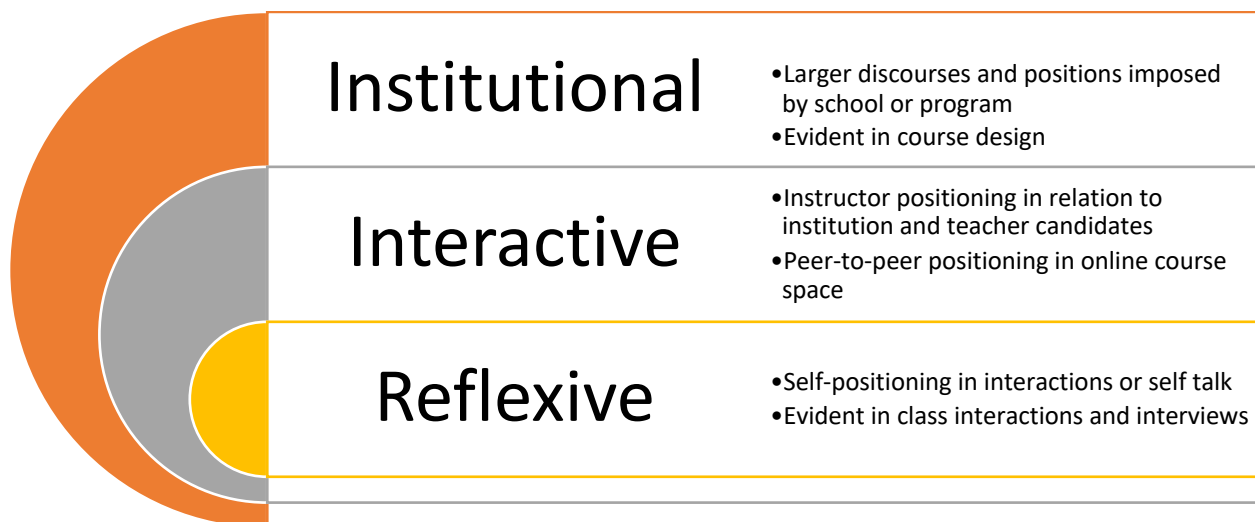 Institutional
•Larger discourses and positions imposed
by school or program
•Evident in course design
Interactive
•Instructor positioning in relation to
institution and teacher candidates
•Peer-to-peer positioning in online course
space
Reflexive
•Self-positioning in interactions or self talk
•Evident in class interactions and interviews